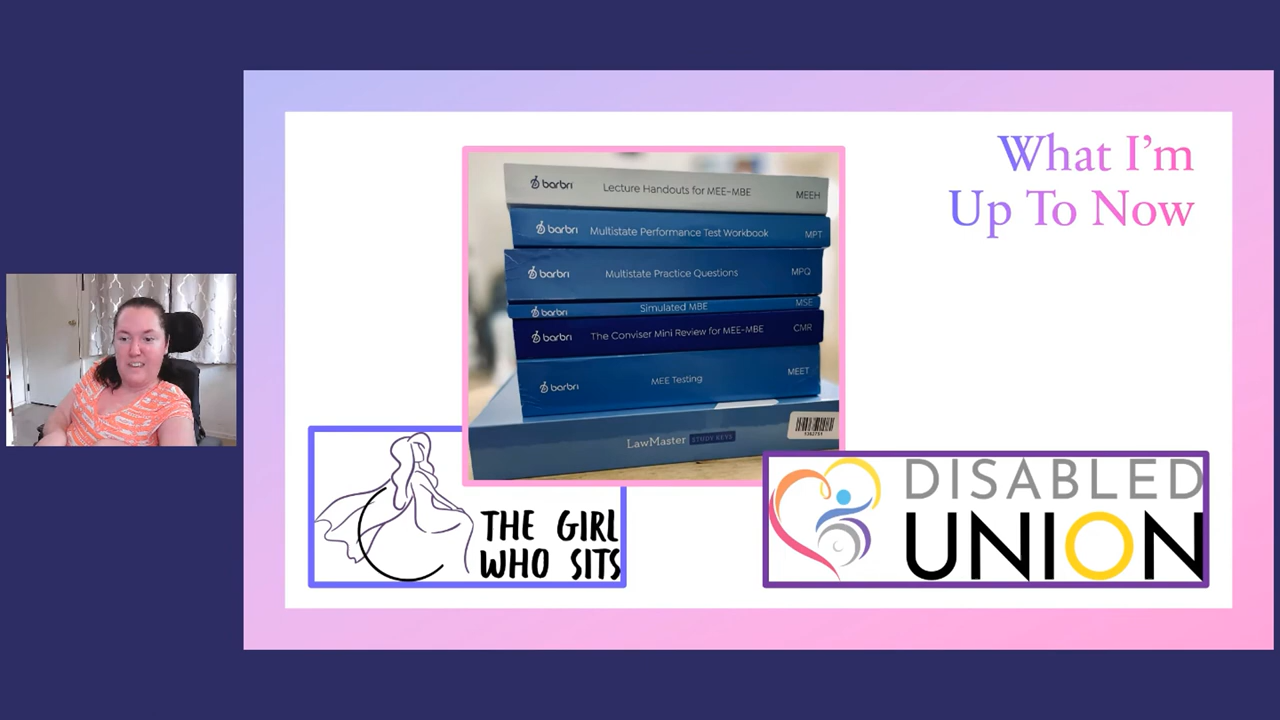 What I'm
Up To Now
barbri Lecture Handouts for MEE-MBE MEEH
barbri Multistate Performance Test Workbook MPT
barbri Multistate Practice Questions MPQ
barbri Simulated MBE MSE
barbri The Conviser Mini Review for MEE-MBE CMR
barbri MEE Testing MEET
LawMaster STUDY KEYS
THE GIRL
WHO SITS
DISABLED
UNION